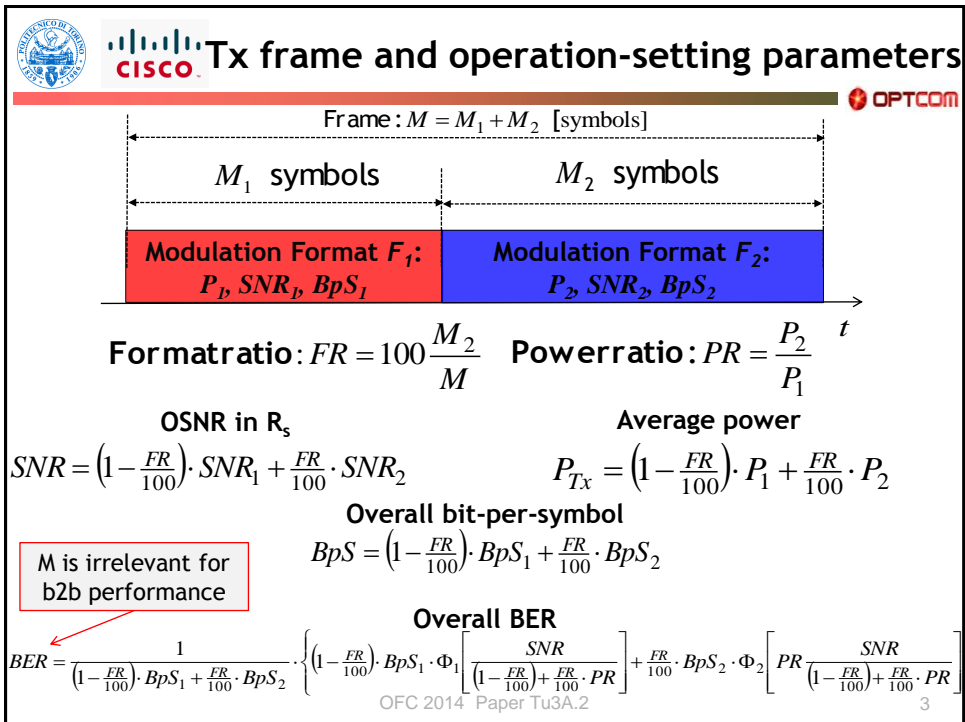 POLITECNICO DI TORINO
1859 1906
CISCO
Tx frame and operation-setting parameters
OPTCOM
Frame: M = M₁ + M₂ [symbols]
M₁ symbols
M₂ symbols
Modulation Format F₁:
P₁, SNR₁, BpS₁
Modulation Format F₂:
P₂, SNR₂, BpS₂
t
Formatratio: FR = 100 M₂/M
Powerratio: PR = P₂/P₁
OSNR in Rₛ
SNR = (1 − FR/100) · SNR₁ + FR/100 · SNR₂
Average power
P_Tx = (1 − FR/100) · P₁ + FR/100 · P₂
Overall bit-per-symbol
BpS = (1 − FR/100) · BpS₁ + FR/100 · BpS₂
M is irrelevant for
b2b performance
Overall BER
BER = 1/((1 − FR/100) · BpS₁ + FR/100 · BpS₂) · {(1 − FR/100) · BpS₁ · Φ₁[SNR/((1 − FR/100) + FR/100 · PR)] + FR/100 · BpS₂ · Φ₂[PR SNR/((1 − FR/100) + FR/100 · PR)]
OFC 2014 Paper Tu3A.2
3